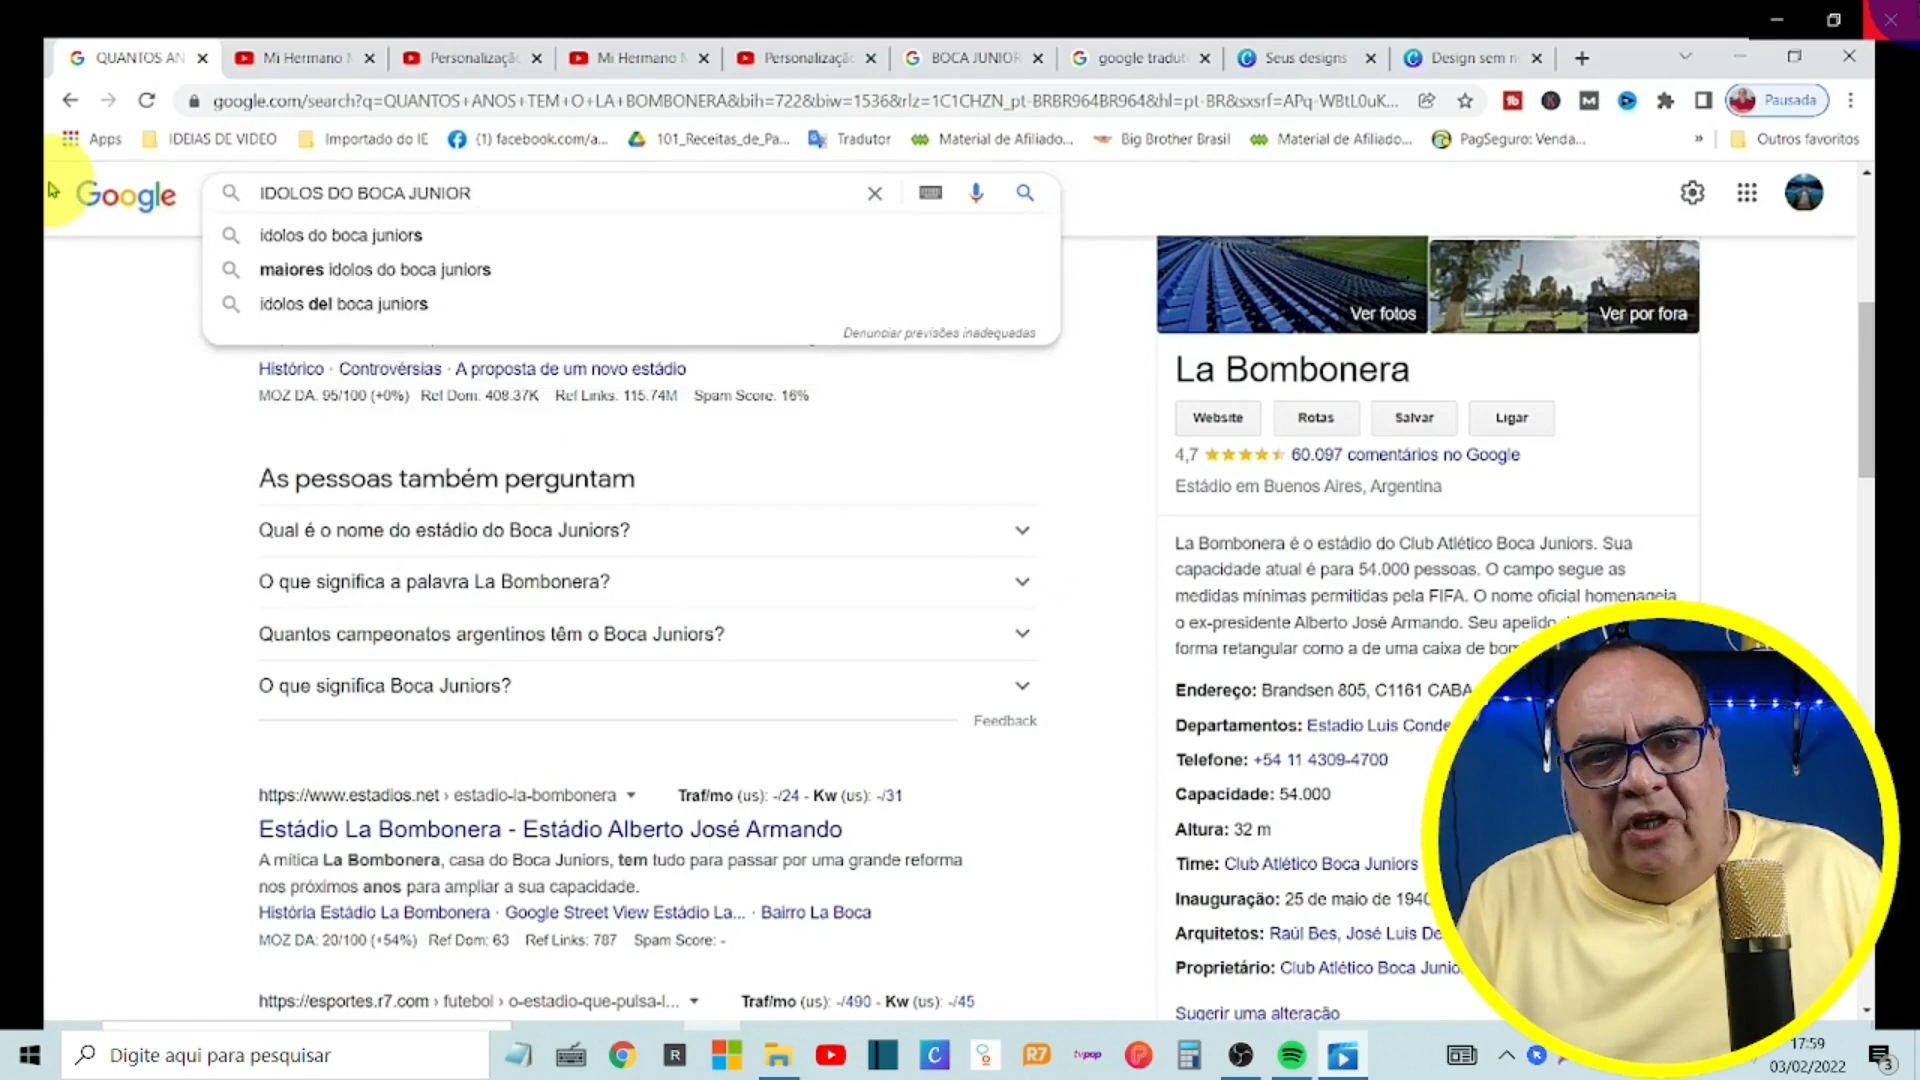 QUANTOS AN
Mi Hermano
Personalização
Mi Hermano
Personalização
BOCA JUNIOR
google tradut
Seus designs
Design sem n
google.com/search?q=QUANTOS+ANOS+TEM+O+LA+BOMBONERA&bih=722&biw=1536&rlz=1C1CHZN_pt-BRBR964BR964&hl=pt-BR&sxsrf=APq-WBtL0uK...
Pausada
Apps
IDEIAS DE VIDEO
Importado do IE
(1) facebook.com/a...
101_Receitas_de_Pa...
Tradutor
Material de Afiliado...
Big Brother Brasil
Material de Afiliado...
PagSeguro: Venda...
»
Outros favoritos
Google
IDOLOS DO BOCA JUNIOR
idolos do boca juniors
maiores idolos do boca juniors
idolos del boca juniors
Denunciar previsões inadequadas
Histórico · Controvérsias · A proposta de um novo estádio
MOZ DA: 95/100 (+0%) Ref Dom: 408.37K Ref Links: 115.74M Spam Score: 16%
As pessoas também perguntam
Qual é o nome do estádio do Boca Juniors?
O que significa a palavra La Bombonera?
Quantos campeonatos argentinos têm o Boca Juniors?
O que significa Boca Juniors?
Feedback
https://www.estadios.net › estadio-la-bombonera
Traf/mo (us): -/24 - Kw (us): -/31
Estádio La Bombonera - Estádio Alberto José Armando
A mítica La Bombonera, casa do Boca Juniors, tem tudo para passar por uma grande reforma
nos próximos anos para ampliar a sua capacidade.
História Estádio La Bombonera · Google Street View Estádio La... · Bairro La Boca
MOZ DA: 20/100 (+54%) Ref Dom: 63 Ref Links: 787 Spam Score: -
https://esportes.r7.com › futebol › o-estadio-que-pulsa-l...
Traf/mo (us): -/490 - Kw (us): -/45
Ver fotos
Ver por fora
La Bombonera
Website
Rotas
Salvar
Ligar
4,7
60.097 comentários no Google
Estádio em Buenos Aires, Argentina
La Bombonera é o estádio do Club Atlético Boca Juniors. Sua
capacidade atual é para 54.000 pessoas. O campo segue as
medidas mínimas permitidas pela FIFA. O nome oficial homenageia
o ex-presidente Alberto José Armando. Seu apelido
forma retangular como a de uma caixa de bom
Endereço: Brandsen 805, C1161 CABA
Departamentos: Estadio Luis Conde
Telefone: +54 11 4309-4700
Capacidade: 54.000
Altura: 32 m
Time: Club Atlético Boca Juniors
Inauguração: 25 de maio de 1940
Arquitetos: Raúl Bes, José Luis De
Proprietário: Club Atlético Boca Junio
Sugerir uma alteração
Digite aqui para pesquisar
R
C
R7
tvpop
17:59
03/02/2022
3